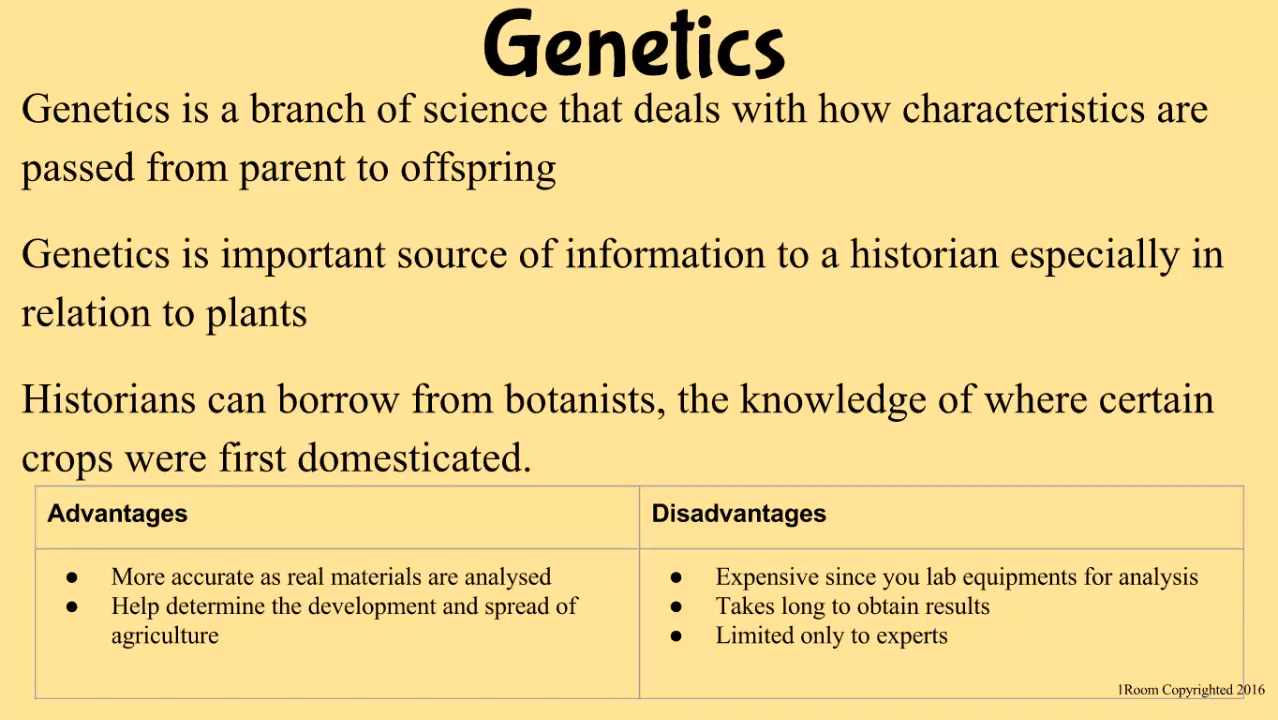 Genetics
Genetics is a branch of science that deals with how characteristics are
passed from parent to offspring
Genetics is important source of information to a historian especially in
relation to plants
Historians can borrow from botanists, the knowledge of where certain
crops were first domesticated.
Advantages
● More accurate as real materials are analysed
● Help determine the development and spread of
agriculture
Disadvantages
● Expensive since you lab equipments for analysis
● Takes long to obtain results
● Limited only to experts
1Room Copyrighted 2016